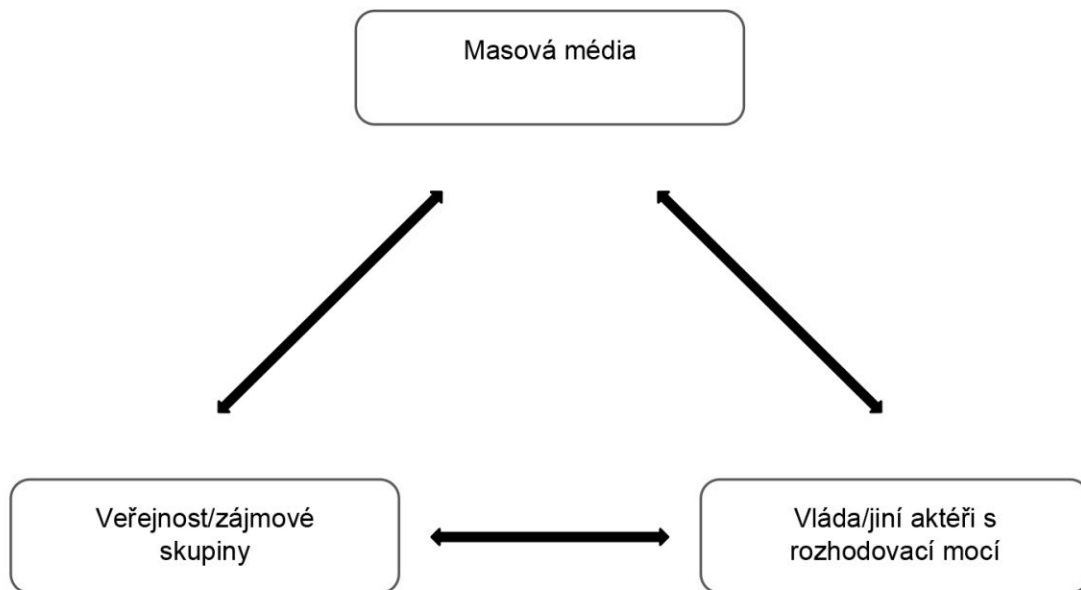 Masová média
Veřejnost/zájmové
skupiny
Vláda/jiní aktéři s
rozhodovací mocí